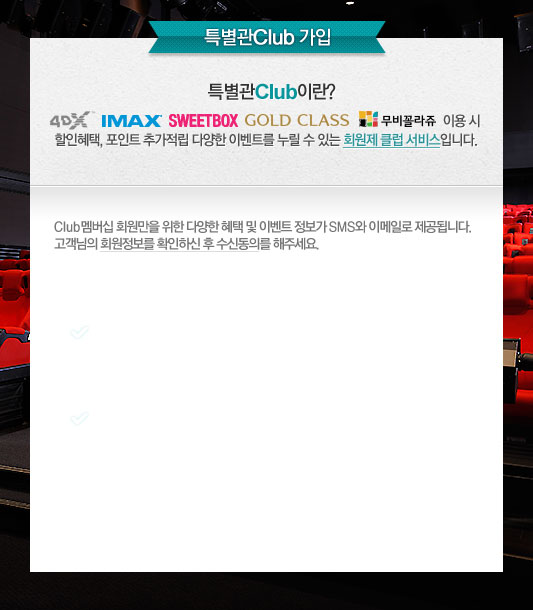 특별관Club 가입
특별관Club이란?
4DX IMAX SWEETBOX GOLD CLASS 무비꼴라쥬 이용 시
할인혜택, 포인트 추가적립 다양한 이벤트를 누릴 수 있는 회원제 클럽 서비스입니다.
Club멤버십 회원만을 위한 다양한 혜택 및 이벤트 정보가 SMS와 이메일로 제공됩니다.
고객님의 회원정보를 확인하신 후 수신동의를 해주세요.